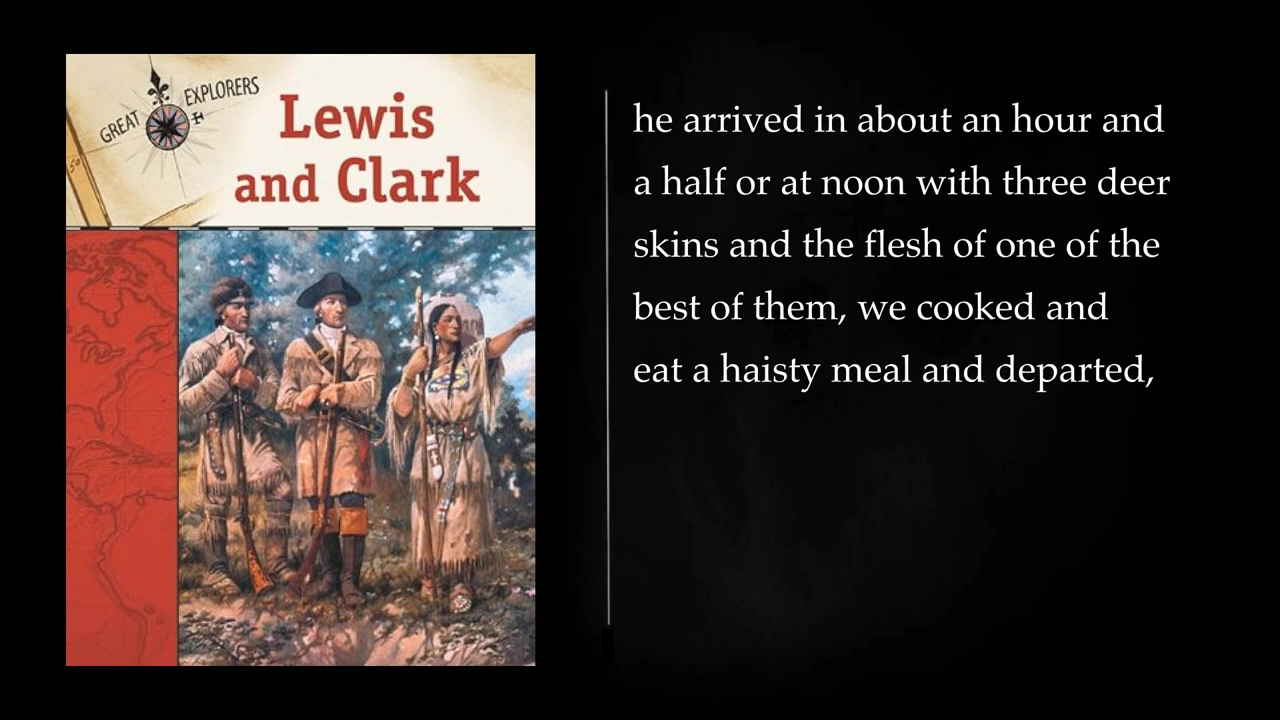 GREAT EXPLORERS
Lewis
and Clark
he arrived in about an hour and
a half or at noon with three deer
skins and the flesh of one of the
best of them, we cooked and
eat a haisty meal and departed,